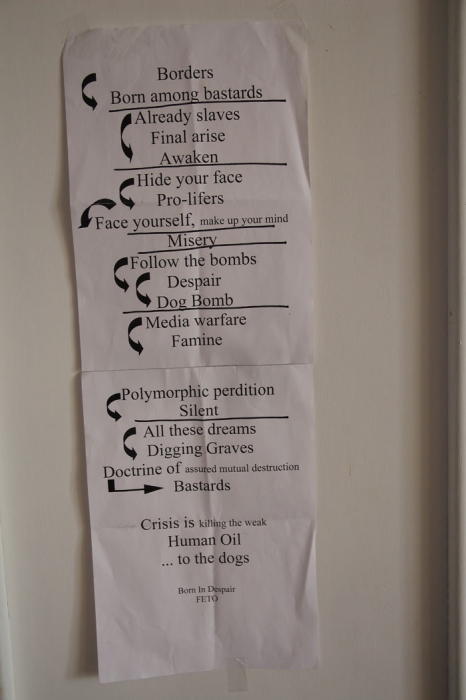 Borders
Born among bastards
Already slaves
Final arise
Awaken
Hide your face
Pro-lifers
Face yourself, make up your mind
Misery
Follow the bombs
Despair
Dog Bomb
Media warfare
Famine
Polymorphic perdition
Silent
All these dreams
Digging Graves
Doctrine of assured mutual destruction
Bastards
Crisis is killing the weak
Human Oil
... to the dogs
Born In Despair
FETO